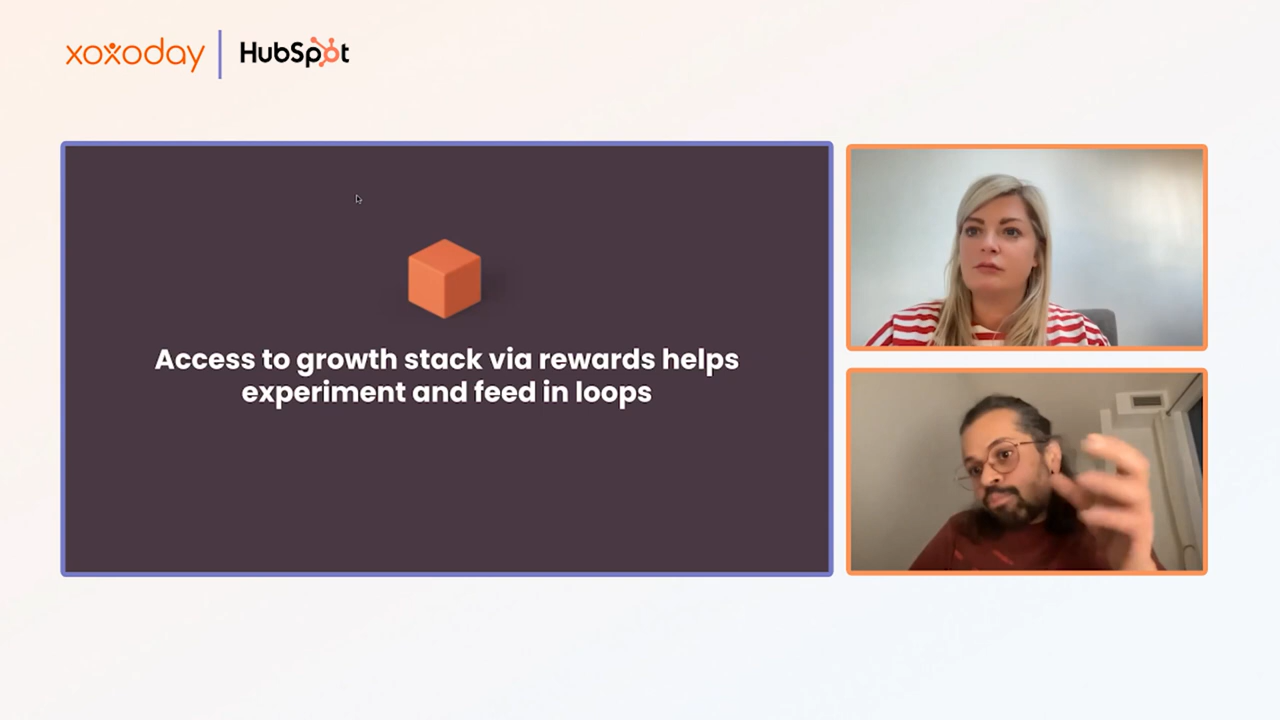 xoxoday | HubSpot
Access to growth stack via rewards helps
experiment and feed in loops